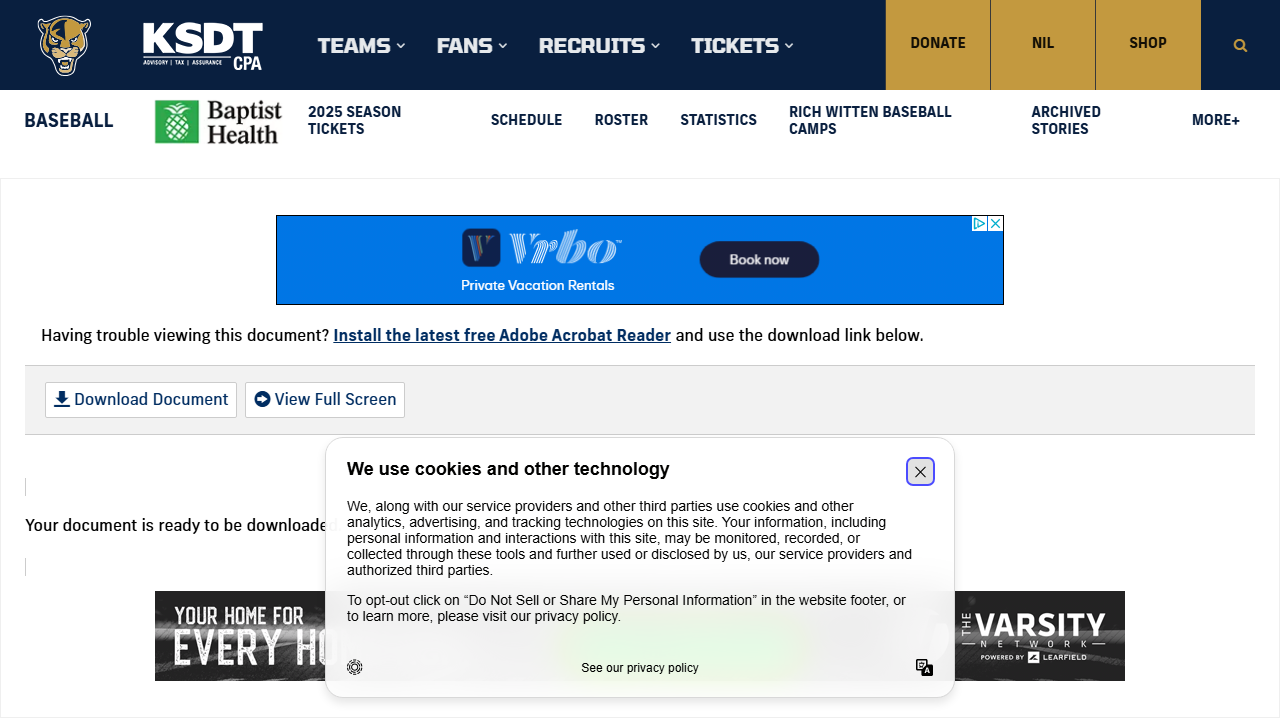 KSDT
ADVISORY | TAX | ASSURANCE
CPA
TEAMS
FANS
RECRUITS
TICKETS
DONATE
NIL
SHOP
BASEBALL
Baptist
Health
2025 SEASON
TICKETS
SCHEDULE
ROSTER
STATISTICS
RICH WITTEN BASEBALL
CAMPS
ARCHIVED
STORIES
MORE+
V Vrbo™
Private Vacation Rentals
Book now
Having trouble viewing this document? Install the latest free Adobe Acrobat Reader and use the download link below.
Download Document
View Full Screen
We use cookies and other technology
We, along with our service providers and other third parties use cookies and other
analytics, advertising, and tracking technologies on this site. Your information, including
personal information and interactions with this site, may be monitored, recorded, or
collected through these tools and further used or disclosed by us, our service providers and
authorized third parties.
To opt-out click on “Do Not Sell or Share My Personal Information” in the website footer, or
to learn more, please visit our privacy policy.
See our privacy policy
Your document is ready to be downloaded
YOUR HOME FOR
EVERY
THE
VARSITY
NETWORK
POWERED BY LEARFIELD